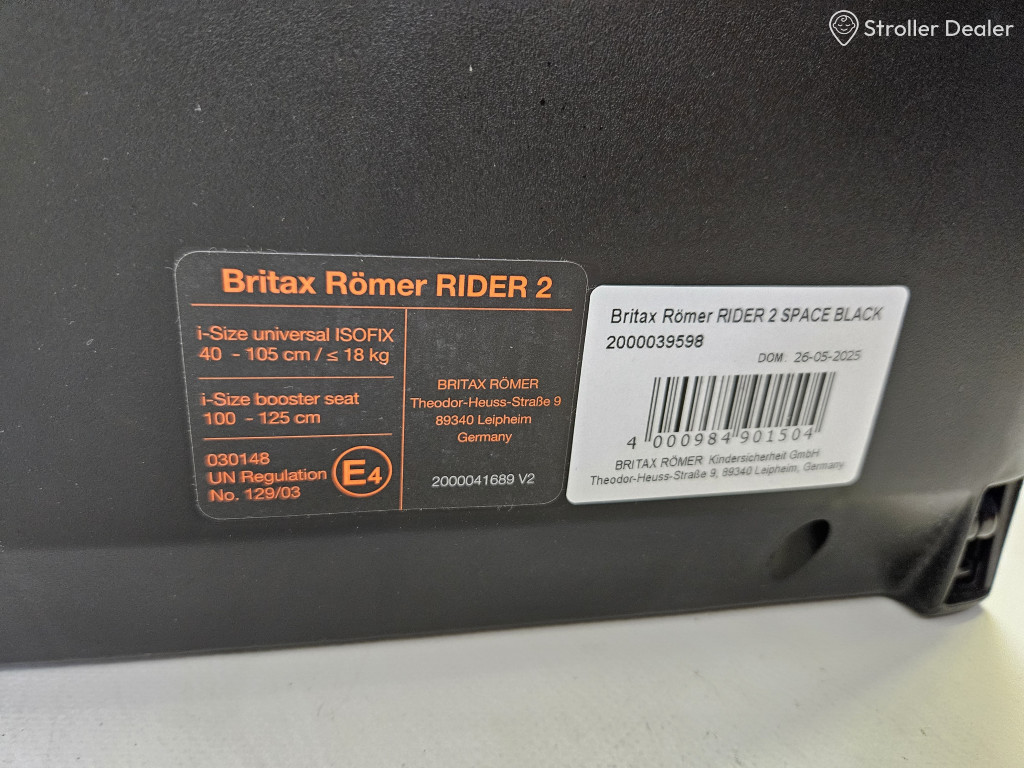 Stroller Dealer
Britax Römer RIDER 2
i-Size universal ISOFIX
40 - 105 cm / ≤ 18 kg
i-Size booster seat
100 - 125 cm
030148
UN Regulation
No. 129/03
E4
BRITAX RÖMER
Theodor-Heuss-Straße 9
89340 Leipheim
Germany
2000041689 V2
Britax Römer RIDER 2 SPACE BLACK
2000039598
DOM: 26-05-2025
4 000984 901504
BRITAX RÖMER Kindersicherheit GmbH
Theodor-Heuss-Straße 9, 89340 Leipheim, Germany